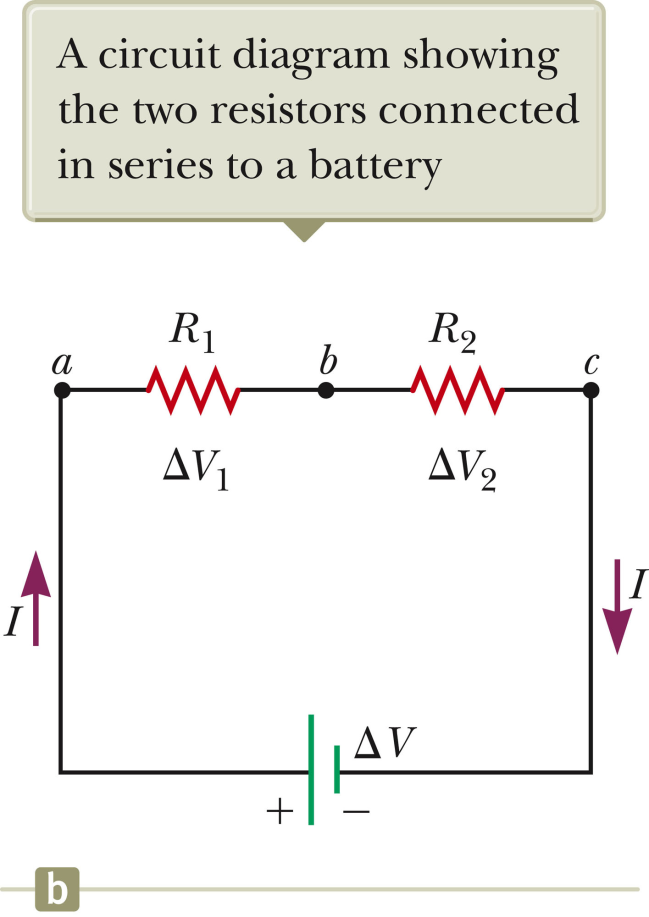 A circuit diagram showing
the two resistors connected
in series to a battery
R₁ R₂
a b c
ΔV₁ ΔV₂
I I
ΔV
+ −
b